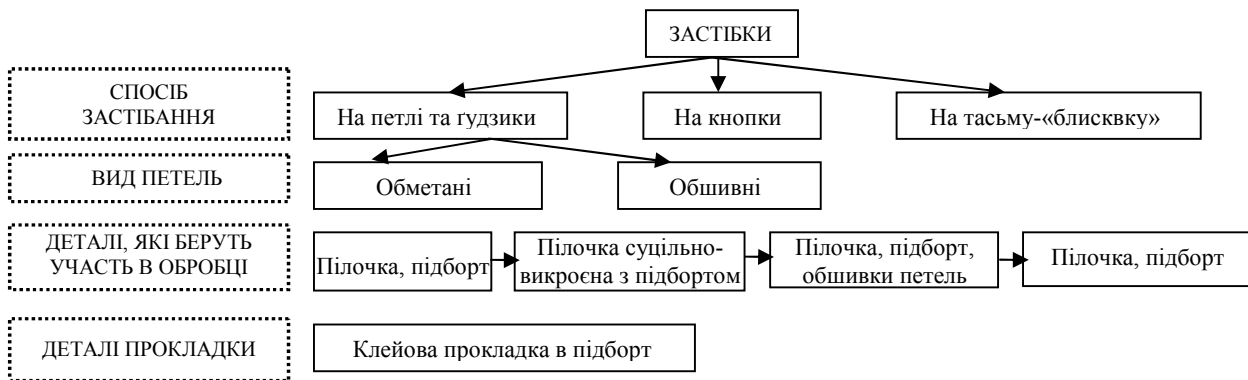 ЗАСТІБКИ
СПОСІБ
ЗАСТІБАННЯ
На петлі та ґудзики
На кнопки
На тасьму-«блисквку»
ВИД ПЕТЕЛЬ
Обметані
Обшивні
ДЕТАЛІ, ЯКІ БЕРУТЬ
УЧАСТЬ В ОБРОБЦІ
Пілочка, підборт
Пілочка суцільно-
викроєна з підбортом
Пілочка, підборт,
обшивки петель
Пілочка, підборт
ДЕТАЛІ ПРОКЛАДКИ
Клейова прокладка в підборт